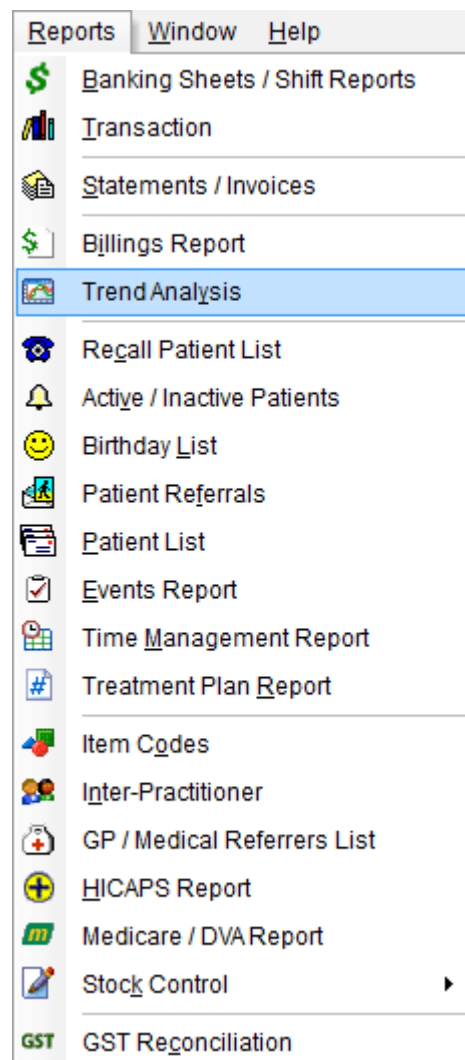 Reports Window Help
Banking Sheets / Shift Reports
Transaction
Statements / Invoices
Billings Report
Trend Analysis
Recall Patient List
Active / Inactive Patients
Birthday List
Patient Referrals
Patient List
Events Report
Time Management Report
Treatment Plan Report
Item Codes
Inter-Practitioner
GP / Medical Referrers List
HICAPS Report
Medicare / DVA Report
Stock Control
GST GST Reconciliation